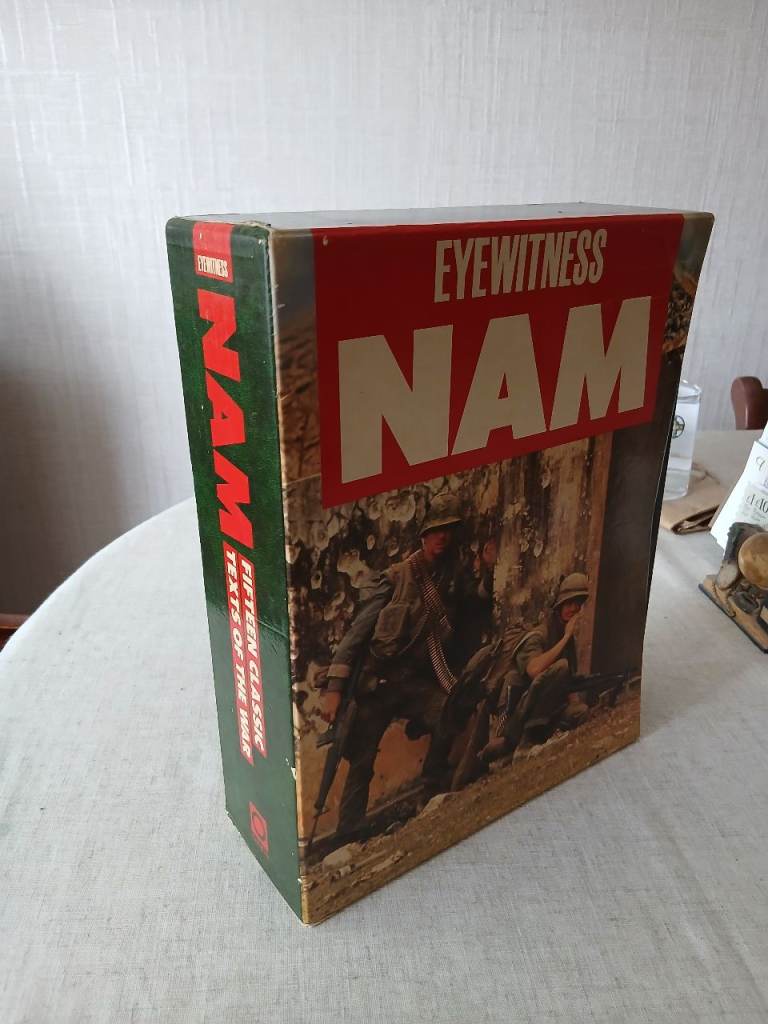 EYEWITNESS
NAM
FIFTEEN CLASSIC
TEXTS OF THE WAR
EYEWITNESS
NAM